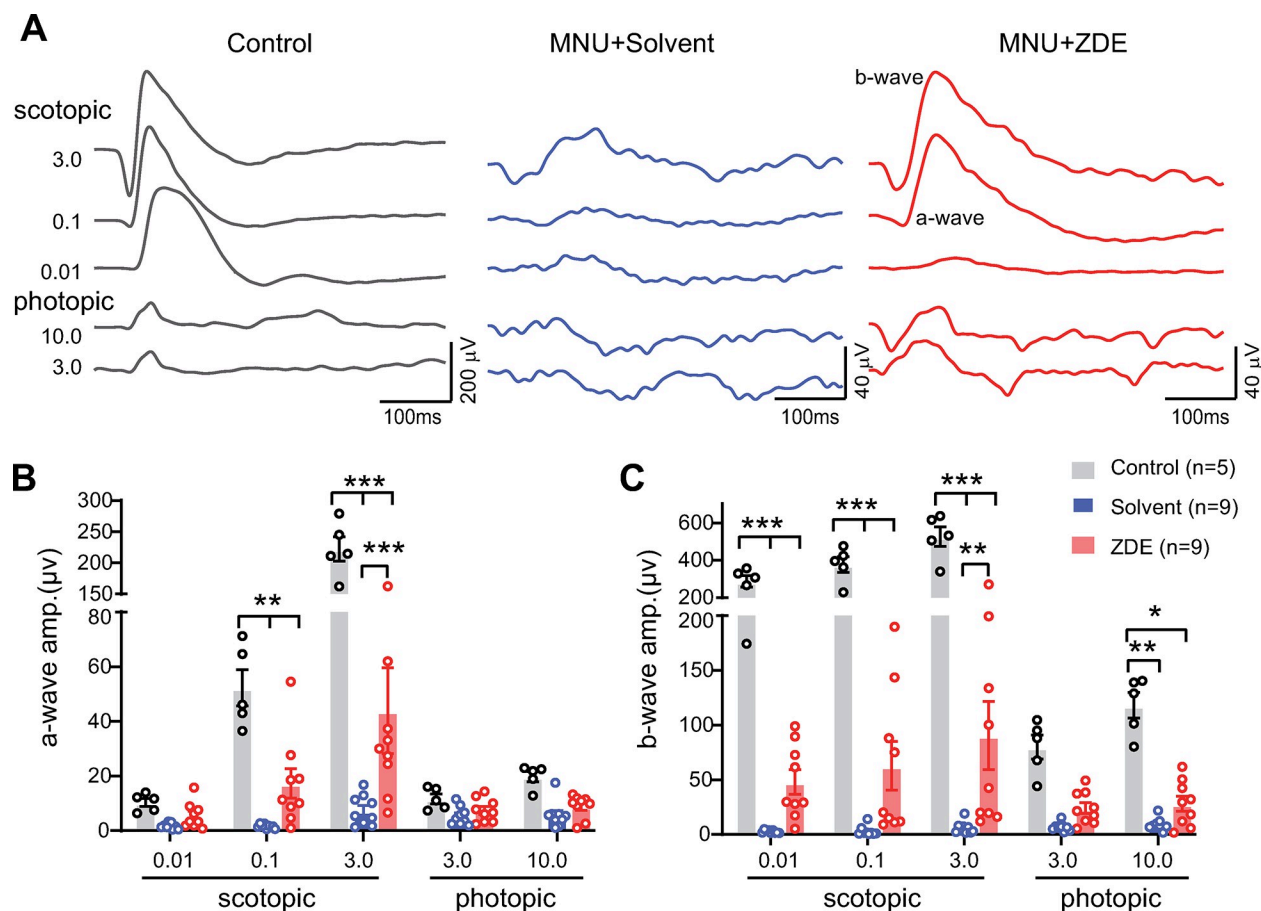 A
Control
MNU+Solvent
MNU+ZDE
scotopic
b-wave
3.0
0.1
a-wave
0.01
photopic
10.0
3.0
200 µV
40 µV
40 µV
100ms
100ms
100ms
B
a-wave amp.(µv)
300
250
200
150
80
60
40
20
0
***
***
**
0.01
0.1
3.0
3.0
10.0
scotopic
photopic
C
b-wave amp.(µv)
600
400
200
200
150
100
50
0
***
***
***
**
*
**
0.01
0.1
3.0
3.0
10.0
scotopic
photopic
Control (n=5)
Solvent (n=9)
ZDE (n=9)